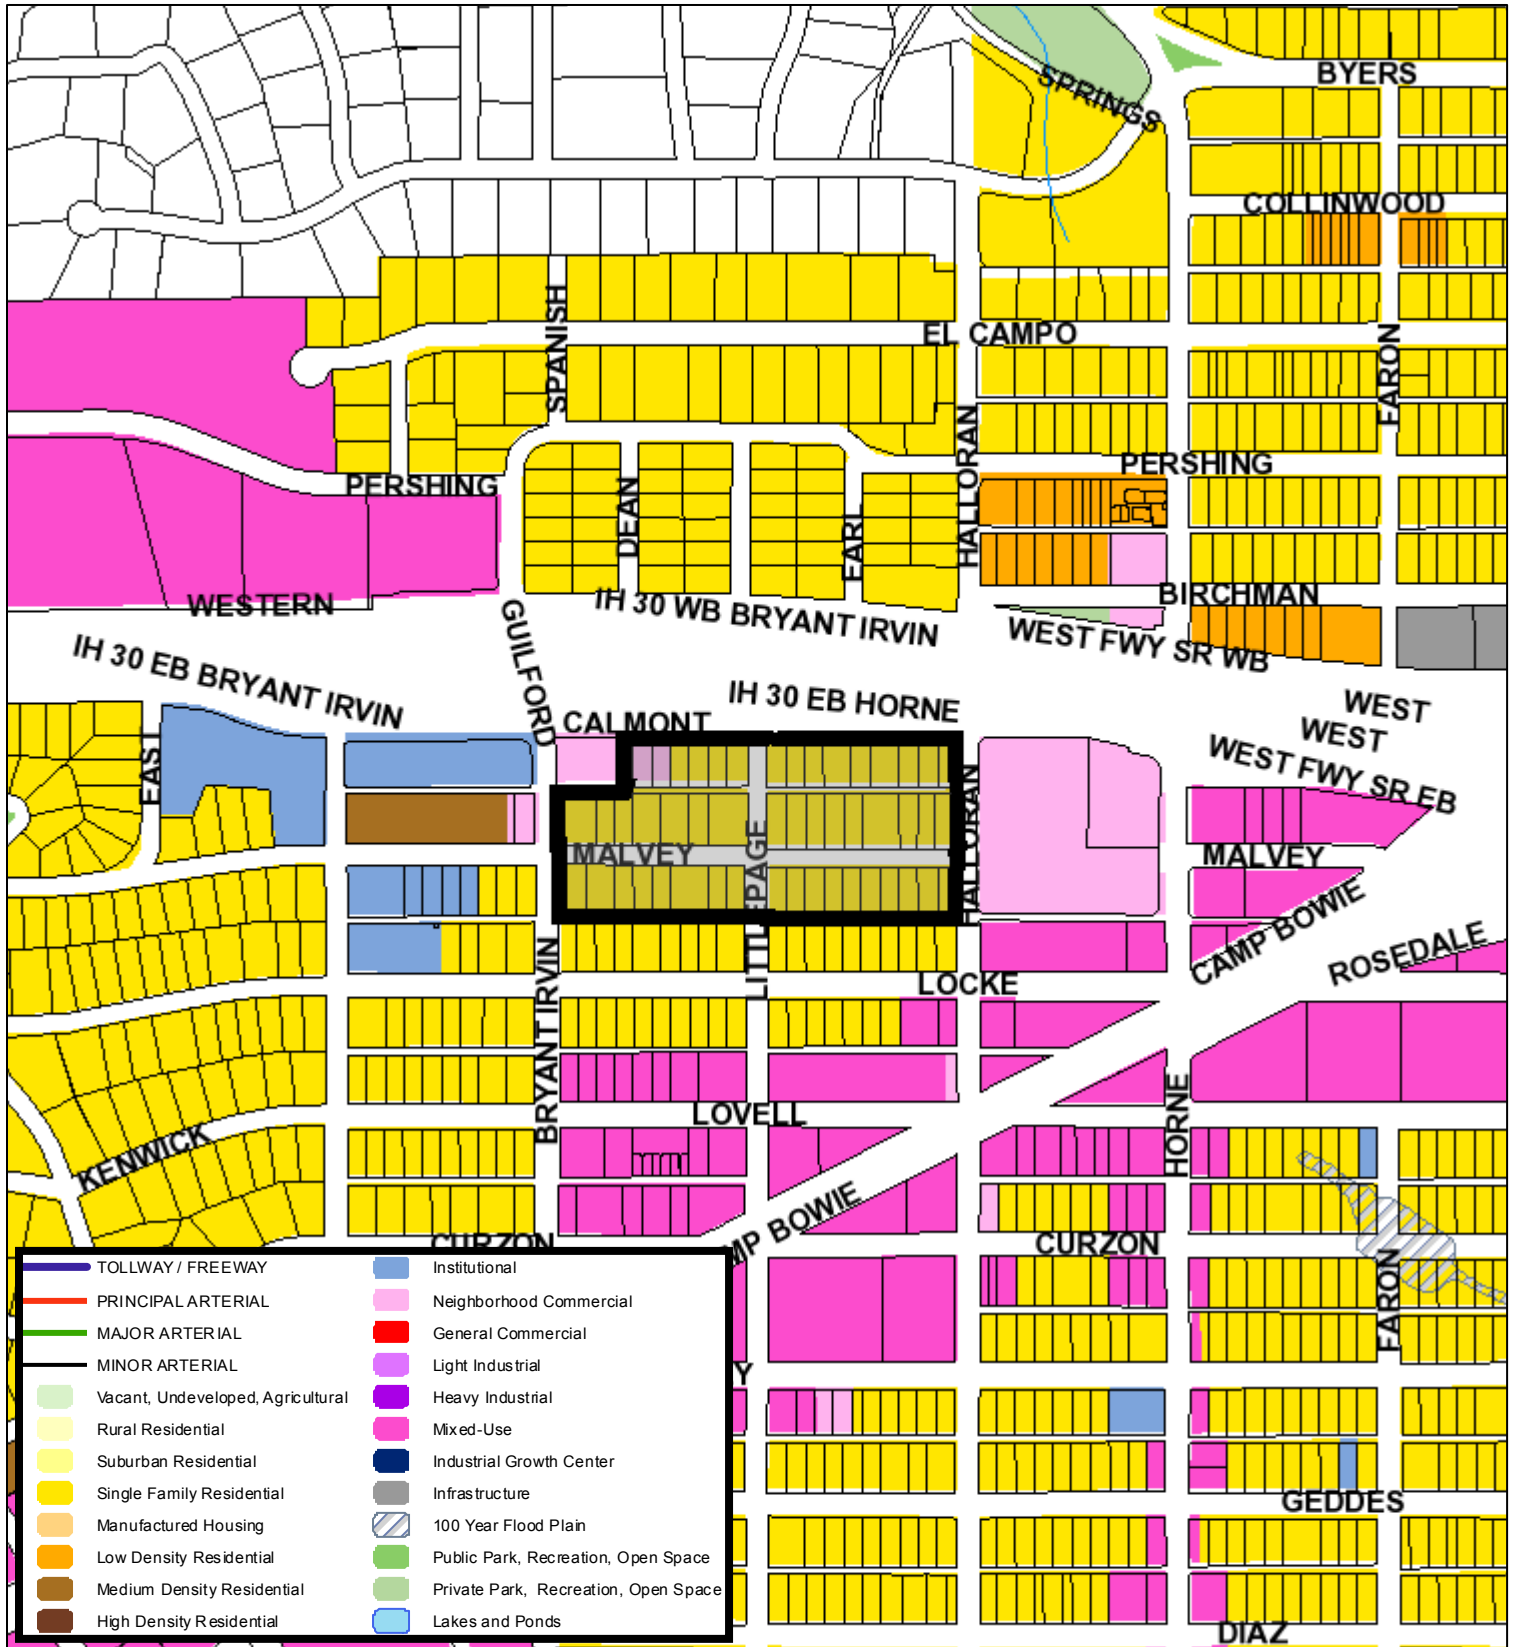 BYERS
SPRINGS
COLLINWOOD
SPANISH
EL CAMPO
FARON
HALLORAN
PERSHING
PERSHING
DEAN
EARL
BIRCHMAN
WESTERN
IH 30 WB BRYANT IRVIN
WEST FWY SR WB
GUILFORD
IH 30 EB BRYANT IRVIN
IH 30 EB HORNE
WEST
CALMONT
WEST
WEST FWY SR EB
EAST
HALLORAN
MALVEY
MALVEY
LITTLEPAGE
CAMP BOWIE
ROSEDALE
LOCKE
BRYANT IRVIN
LOVELL
HORNE
KENWICK
MP BOWIE
CURZON
CURZON
FARON
Y
GEDDES
DIAZ
TOLLWAY / FREEWAY
PRINCIPAL ARTERIAL
MAJOR ARTERIAL
MINOR ARTERIAL
Vacant, Undeveloped, Agricultural
Rural Residential
Suburban Residential
Single Family Residential
Manufactured Housing
Low Density Residential
Medium Density Residential
High Density Residential
Institutional
Neighborhood Commercial
General Commercial
Light Industrial
Heavy Industrial
Mixed-Use
Industrial Growth Center
Infrastructure
100 Year Flood Plain
Public Park, Recreation, Open Space
Private Park, Recreation, Open Space
Lakes and Ponds